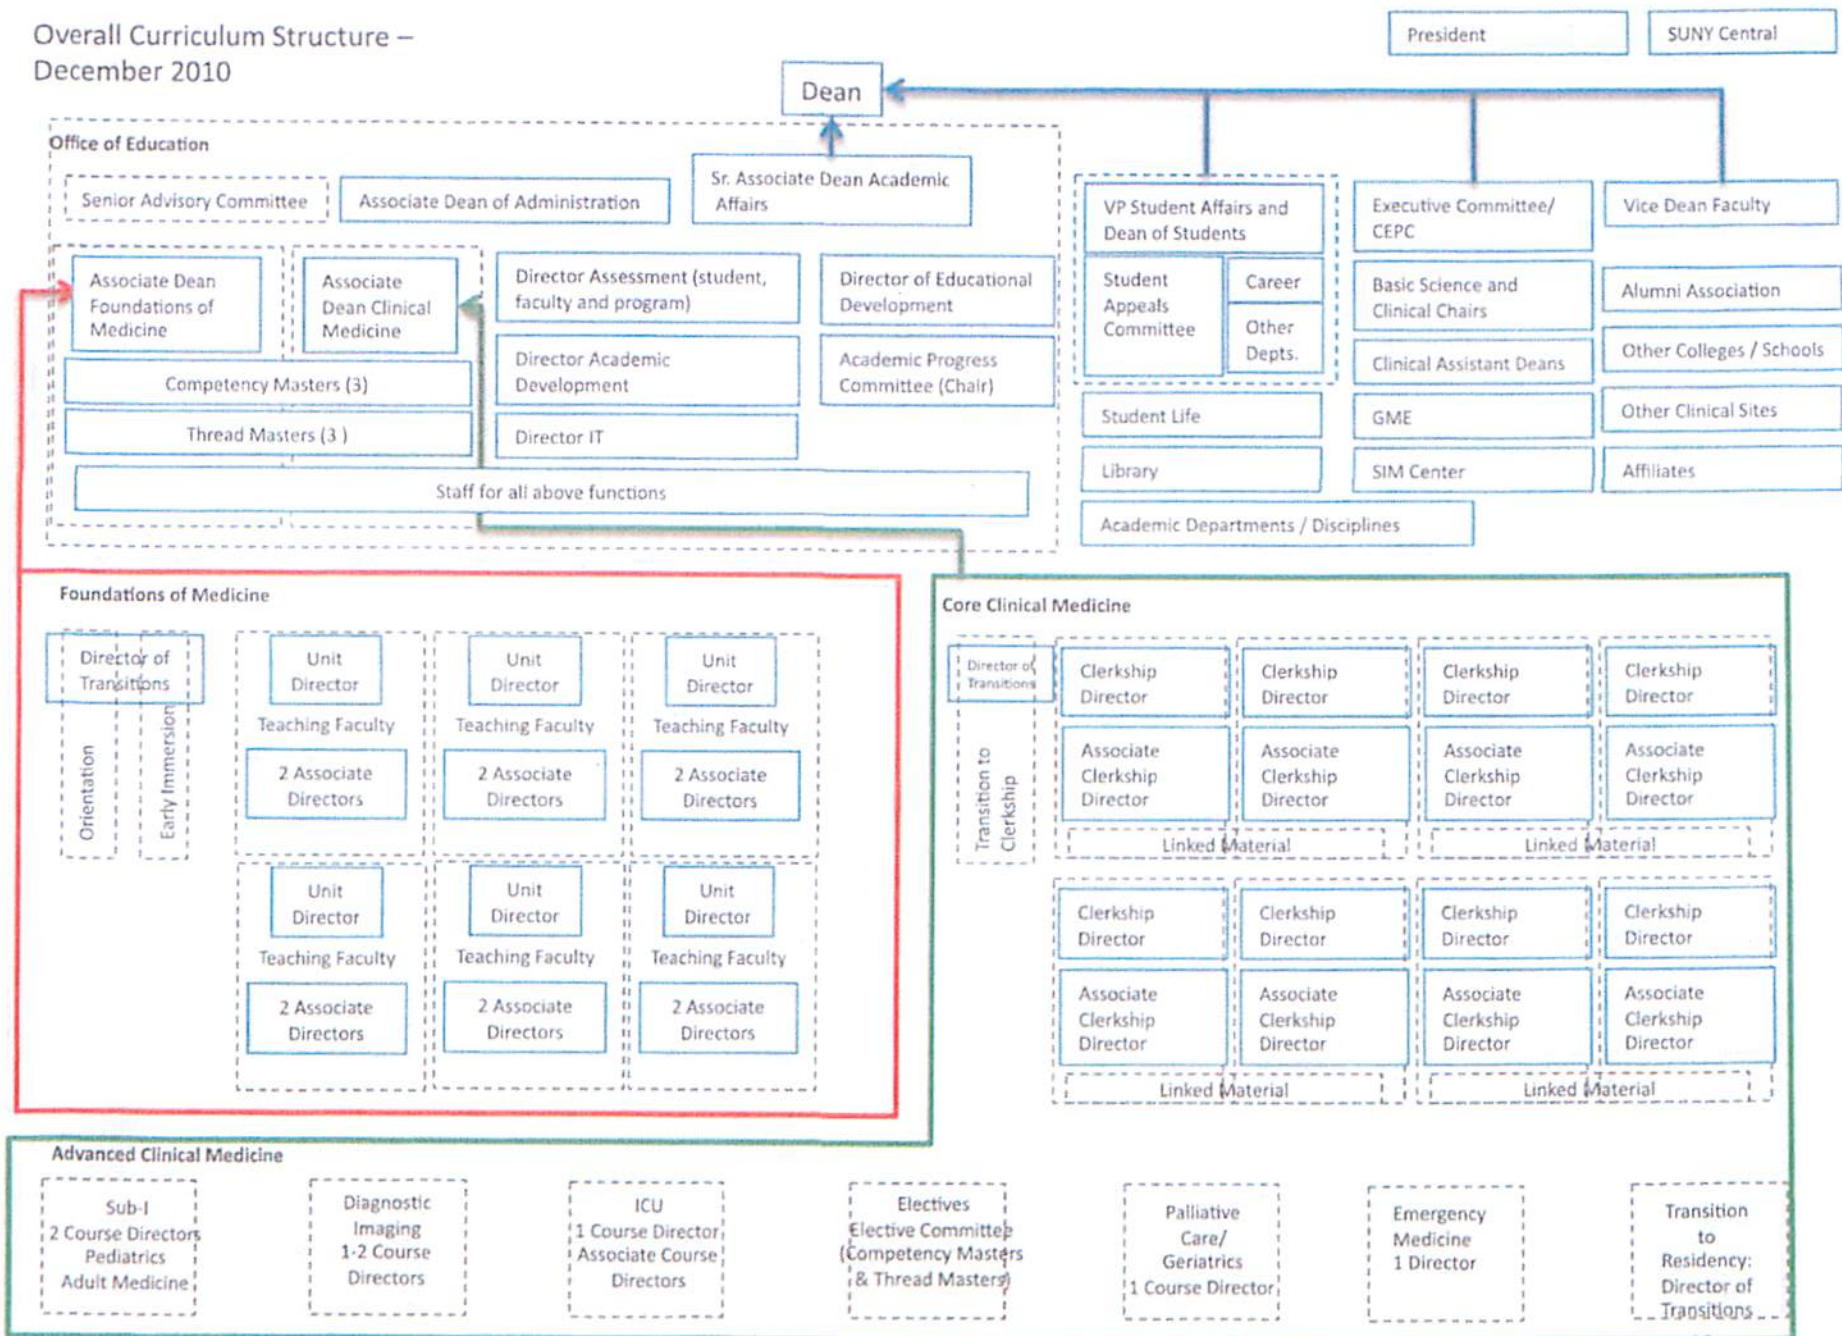 Overall Curriculum Structure –
December 2010
President
SUNY Central
Dean
Office of Education
Senior Advisory Committee
Associate Dean of Administration
Sr. Associate Dean Academic
Affairs
Associate Dean
Foundations of
Medicine
Associate
Dean Clinical
Medicine
Director Assessment (student,
faculty and program)
Director of Educational
Development
Director Academic
Development
Academic Progress
Committee (Chair)
Competency Masters (3)
Thread Masters (3 )
Director IT
Staff for all above functions
VP Student Affairs and
Dean of Students
Student
Appeals
Committee
Career
Other
Depts.
Student Life
Library
Academic Departments / Disciplines
Executive Committee/
CEPC
Basic Science and
Clinical Chairs
Clinical Assistant Deans
GME
SIM Center
Vice Dean Faculty
Alumni Association
Other Colleges / Schools
Other Clinical Sites
Affiliates
Foundations of Medicine
Director of
Transitions
Orientation
Early Immersion
Unit
Director
Teaching Faculty
2 Associate
Directors
Unit
Director
Teaching Faculty
2 Associate
Directors
Unit
Director
Teaching Faculty
2 Associate
Directors
Unit
Director
Teaching Faculty
2 Associate
Directors
Unit
Director
Teaching Faculty
2 Associate
Directors
Unit
Director
Teaching Faculty
2 Associate
Directors
Core Clinical Medicine
Director of
Transitions
Transition to
Clerkship
Clerkship
Director
Associate
Clerkship
Director
Clerkship
Director
Associate
Clerkship
Director
Linked Material
Clerkship
Director
Associate
Clerkship
Director
Clerkship
Director
Associate
Clerkship
Director
Linked Material
Clerkship
Director
Associate
Clerkship
Director
Clerkship
Director
Associate
Clerkship
Director
Linked Material
Clerkship
Director
Associate
Clerkship
Director
Clerkship
Director
Associate
Clerkship
Director
Linked Material
Advanced Clinical Medicine
Sub-I
2 Course Directors
Pediatrics
Adult Medicine
Diagnostic
Imaging
1-2 Course
Directors
ICU
1 Course Director
Associate Course
Directors
Electives
Elective Committee
(Competency Masters
& Thread Masters)
Palliative
Care/
Geriatrics
1 Course Director
Emergency
Medicine
1 Director
Transition
to
Residency:
Director of
Transitions